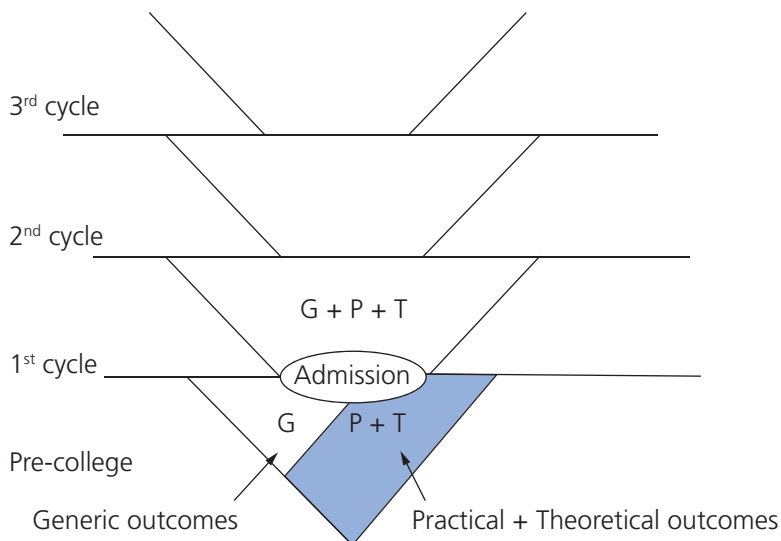 3rd cycle
2nd cycle
G + P + T
1st cycle
Admission
G
P + T
Pre-college
Generic outcomes
Practical + Theoretical outcomes